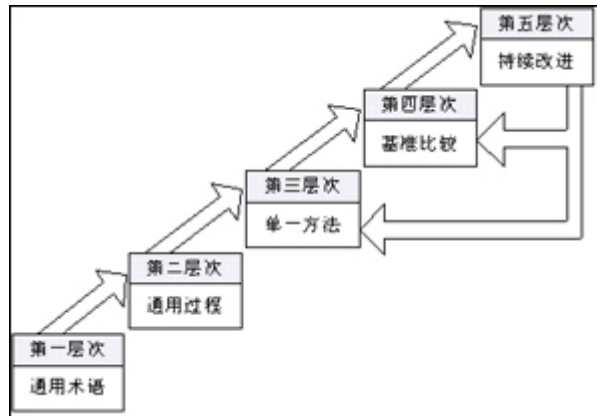 第五层次
持续改进
第四层次
基准比较
第三层次
单一方法
第二层次
通用过程
第一层次
通用术语